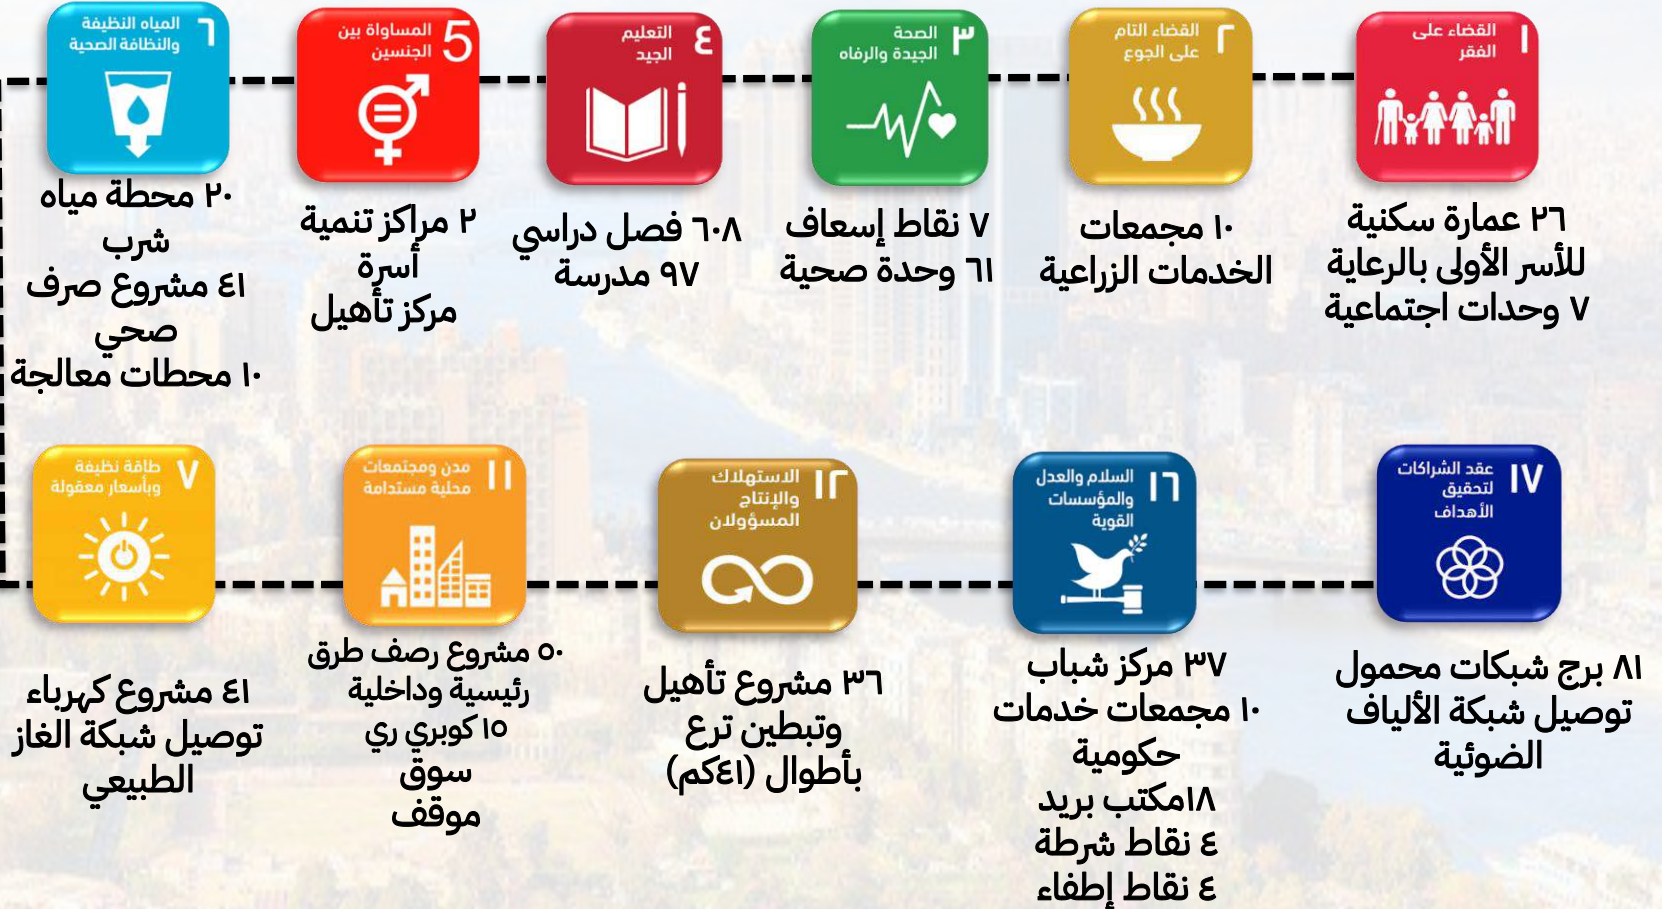 ١
القضاء على
الفقر
٢٦ عمارة سكنية
للأسر الأولى بالرعاية
٧ وحدات اجتماعية
٢
القضاء التام
على الجوع
١٠ مجمعات
الخدمات الزراعية
٣
الصحة
الجيدة والرفاه
٧ نقاط إسعاف
٦١ وحدة صحية
٤
التعليم
الجيد
٦٠٨ فصل دراسي
٩٧ مدرسة
5
المساواة بين
الجنسين
٢ مراكز تنمية
أسرة
مركز تأهيل
٦
المياه النظيفة
والنظافة الصحية
٢٠ محطة مياه
شرب
٤١ مشروع صرف
صحي
١٠ محطات معالجة
١٧
عقد الشراكات
لتحقيق
الأهداف
٨١ برج شبكات محمول
توصيل شبكة الألياف
الضوئية
١٦
السلام والعدل
والمؤسسات
القوية
٣٧ مركز شباب
١٠ مجمعات خدمات
حكومية
١٨مكتب بريد
٤ نقاط شرطة
٤ نقاط إطفاء
١٢
الاستهلاك
والإنتاج
المسؤولان
٣٦ مشروع تأهيل
وتبطين ترع
بأطوال (٤١كم)
١١
مدن ومجتمعات
محلية مستدامة
٥٠ مشروع رصف طرق
رئيسية وداخلية
١٥ كوبري ري
سوق
موقف
٧
طاقة نظيفة
وبأسعار معقولة
٤١ مشروع كهرباء
توصيل شبكة الغاز
الطبيعي